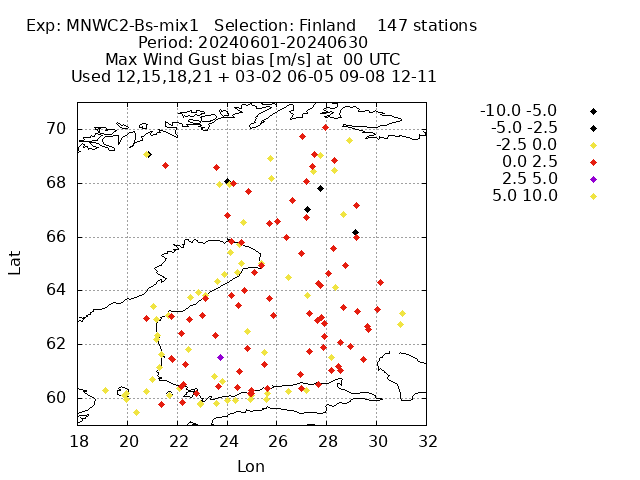 Exp: MNWC2-Bs-mix1   Selection: Finland    147 stations
Period: 20240601-20240630
Max Wind Gust bias [m/s] at  00 UTC
Used 12,15,18,21 + 03-02 06-05 09-08 12-11
-10.0 -5.0
-5.0 -2.5
-2.5 0.0
0.0 2.5
2.5 5.0
5.0 10.0
70
68
66
64
62
60
Lat
18 20 22 24 26 28 30 32
Lon